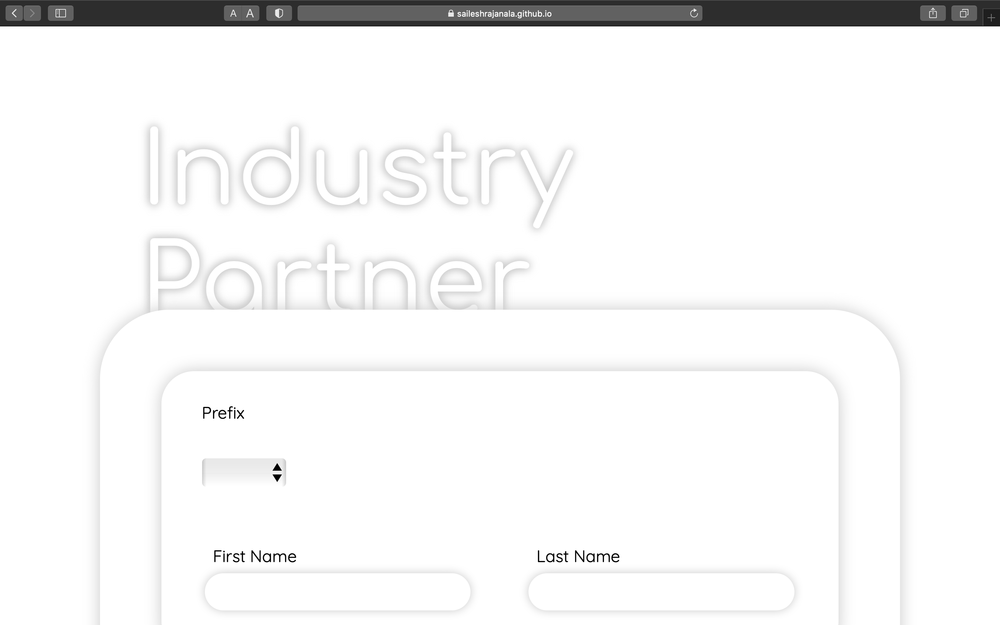 A A
saileshrajanala.github.io
Industry
Partner
Prefix
First Name
Last Name